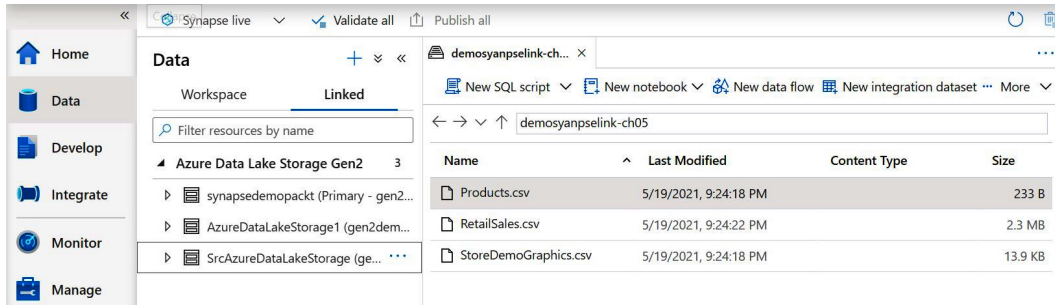 «
Synapse live
Validate all
Publish all
Home
Data
Develop
Integrate
Monitor
Manage
Data
«
Workspace
Linked
Filter resources by name
Azure Data Lake Storage Gen2 3
synapsedemopackt (Primary - gen2...
AzureDataLakeStorage1 (gen2dem...
SrcAzureDataLakeStorage (ge... ···
demosyanpselink-ch... ×
···
New SQL script
New notebook
New data flow
New integration dataset
··· More
demosyanpselink-ch05
Name Last Modified Content Type Size
Products.csv 5/19/2021, 9:24:18 PM 233 B
RetailSales.csv 5/19/2021, 9:24:22 PM 2.3 MB
StoreDemoGraphics.csv 5/19/2021, 9:24:18 PM 13.9 KB